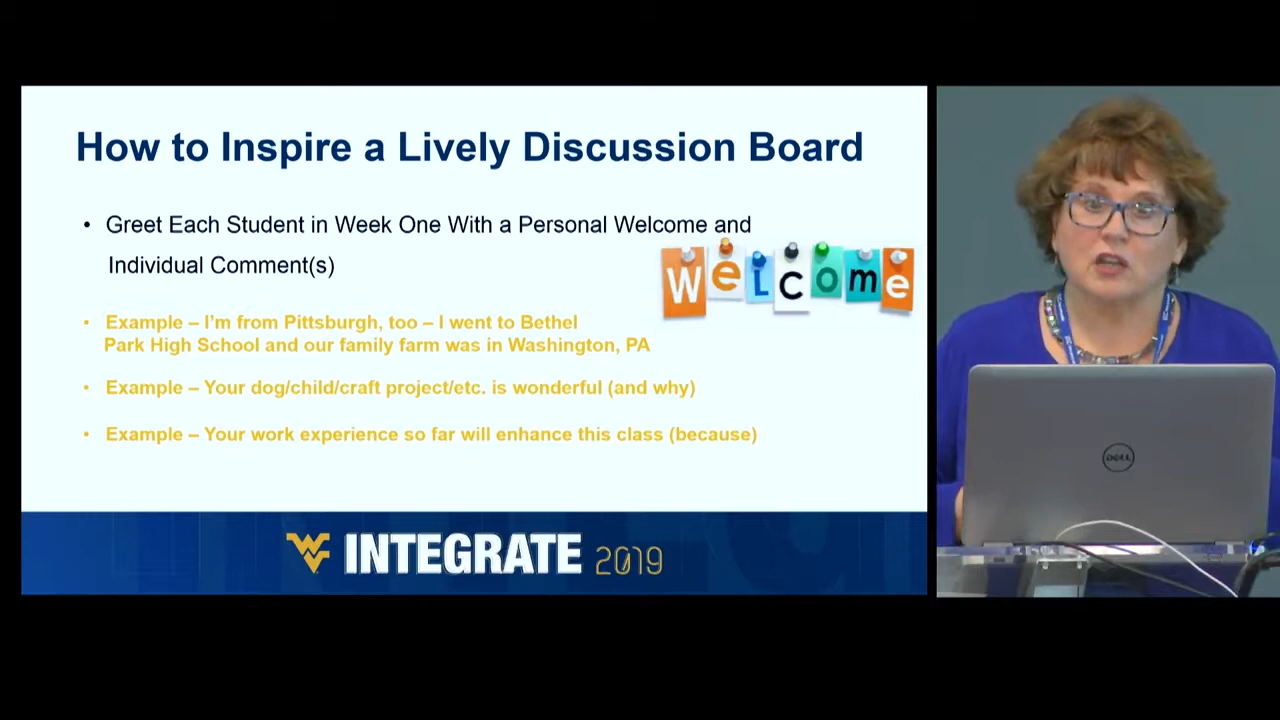 How to Inspire a Lively Discussion Board
• Greet Each Student in Week One With a Personal Welcome and
Individual Comment(s)
Welcome
• Example – I'm from Pittsburgh, too – I went to Bethel
Park High School and our family farm was in Washington, PA
• Example – Your dog/child/craft project/etc. is wonderful (and why)
• Example – Your work experience so far will enhance this class (because)
WV INTEGRATE 2019
DELL